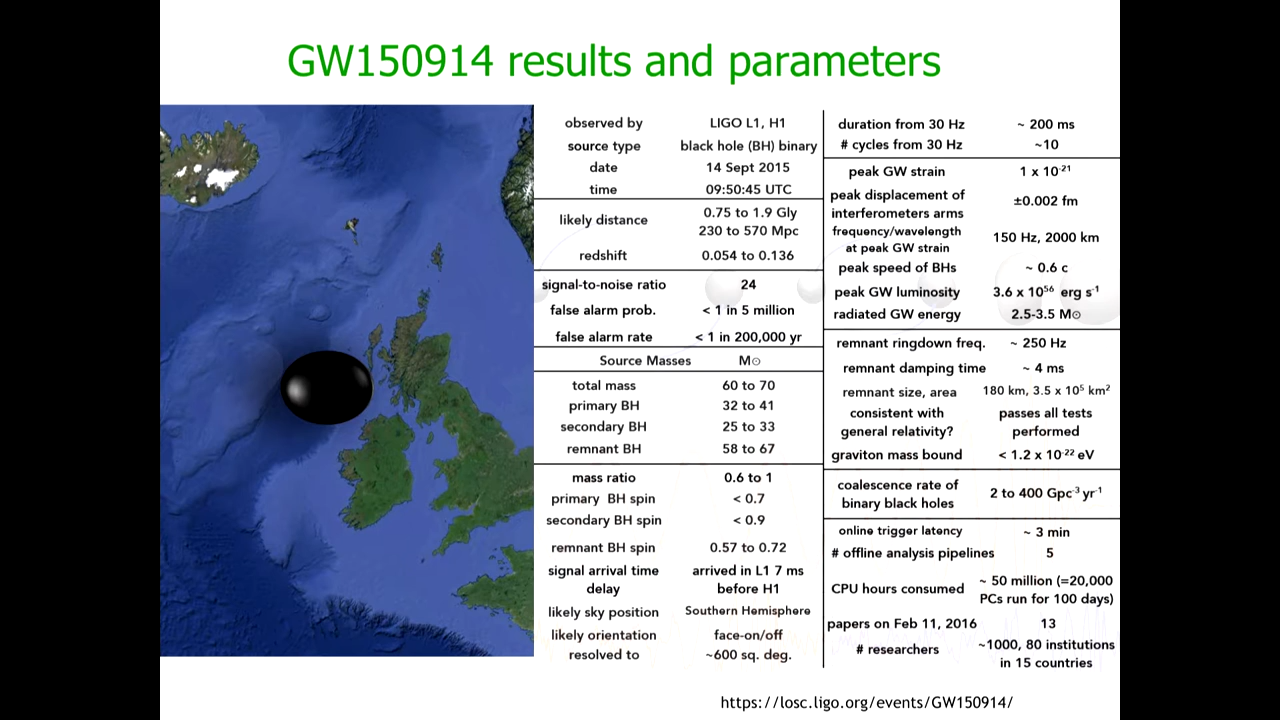 GW150914 results and parameters
observed by LIGO L1, H1
source type black hole (BH) binary
date 14 Sept 2015
time 09:50:45 UTC
likely distance 0.75 to 1.9 Gly
230 to 570 Mpc
redshift 0.054 to 0.136
signal-to-noise ratio 24
false alarm prob. < 1 in 5 million
false alarm rate < 1 in 200,000 yr
Source Masses M☉
total mass 60 to 70
primary BH 32 to 41
secondary BH 25 to 33
remnant BH 58 to 67
mass ratio 0.6 to 1
primary BH spin < 0.7
secondary BH spin < 0.9
remnant BH spin 0.57 to 0.72
signal arrival time arrived in L1 7 ms
delay before H1
likely sky position Southern Hemisphere
likely orientation face-on/off
resolved to ~600 sq. deg.
duration from 30 Hz ~ 200 ms
# cycles from 30 Hz ~10
peak GW strain 1 x 10⁻²¹
peak displacement of
interferometers arms ±0.002 fm
frequency/wavelength
at peak GW strain 150 Hz, 2000 km
peak speed of BHs ~ 0.6 c
peak GW luminosity 3.6 x 10⁵⁶ erg s⁻¹
radiated GW energy 2.5-3.5 M☉
remnant ringdown freq. ~ 250 Hz
remnant damping time ~ 4 ms
remnant size, area 180 km, 3.5 x 10⁵ km²
consistent with passes all tests
general relativity? performed
graviton mass bound < 1.2 x 10⁻²² eV
coalescence rate of
binary black holes 2 to 400 Gpc⁻³ yr⁻¹
online trigger latency ~ 3 min
# offline analysis pipelines 5
CPU hours consumed ~ 50 million (=20,000
PCs run for 100 days)
papers on Feb 11, 2016 13
# researchers ~1000, 80 institutions
in 15 countries
https://losc.ligo.org/events/GW150914/